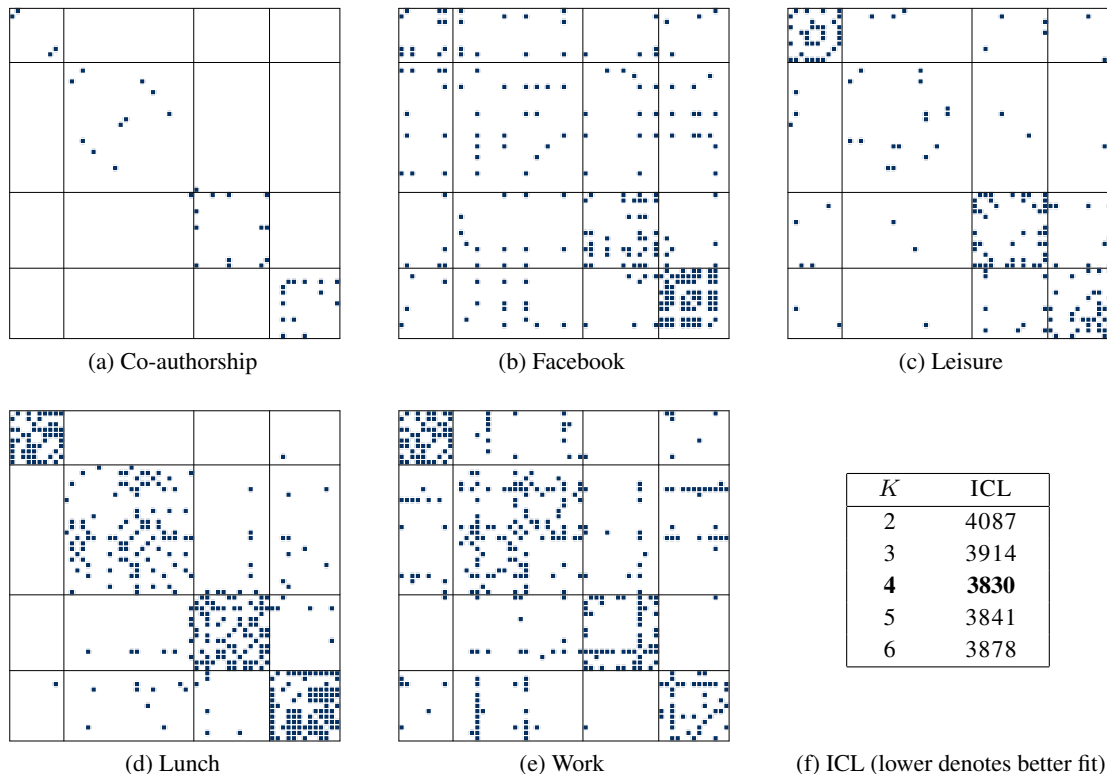 (a) Co-authorship
(b) Facebook
(c) Leisure
K ICL
2 4087
3 3914
4 3830
5 3841
6 3878
(d) Lunch
(e) Work
(f) ICL (lower denotes better fit)